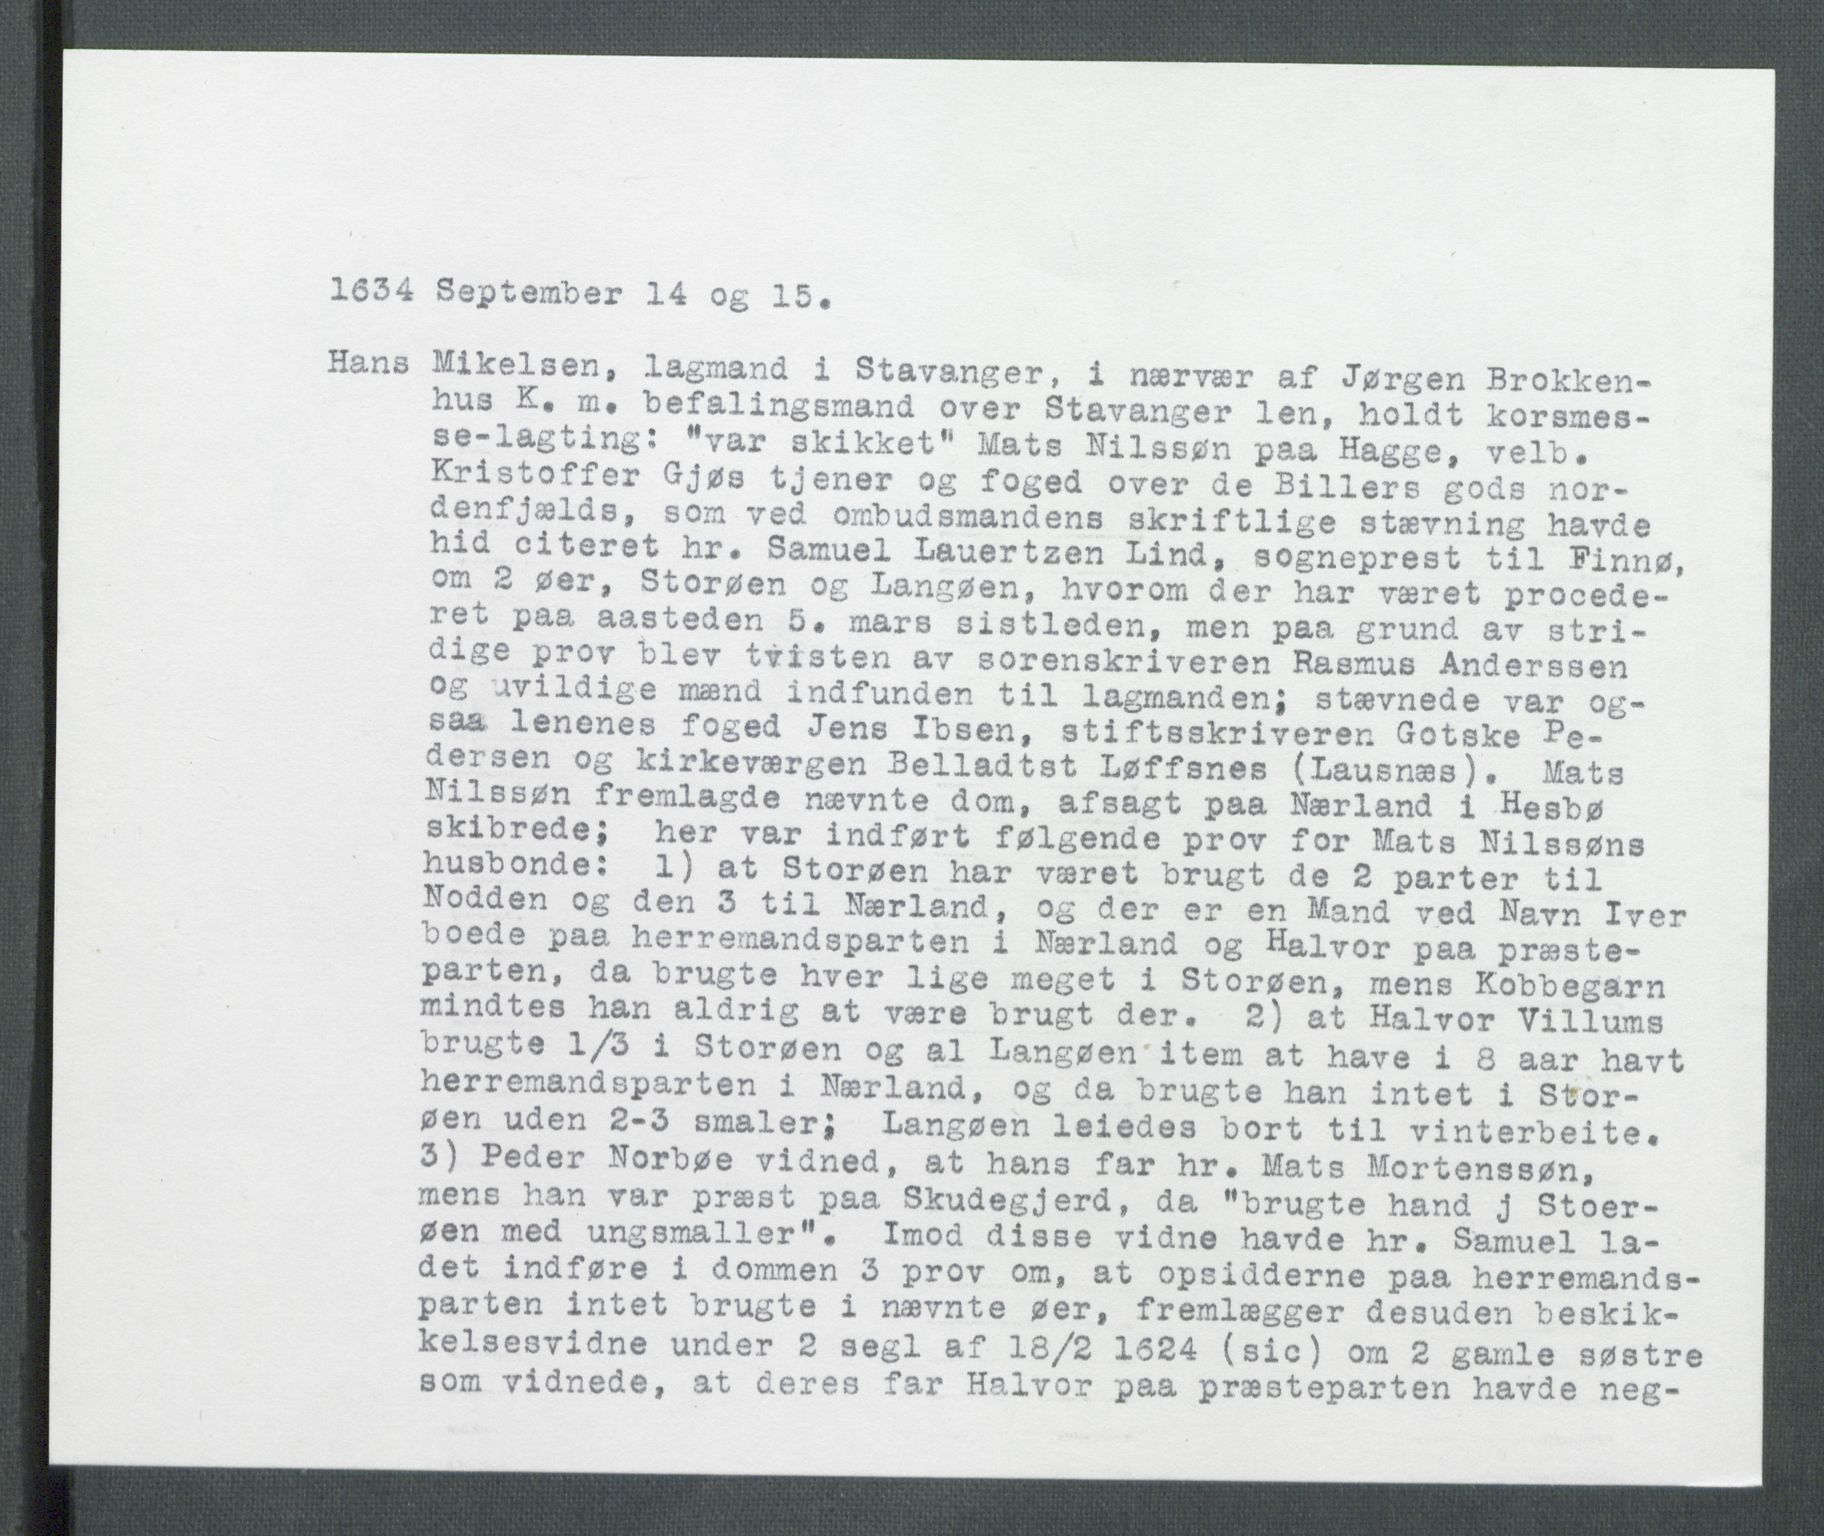 1634 September 14 og 15.
Hans Mikelsen, lagmand i Stavanger, i nærvær af Jørgen Brokken-
hus K. m. befalingsmand over Stavanger len, holdt korsmes-
se-lagting: "var skikket" Mats Nilssøn paa Hagge, velb.
Kristoffer Gjøs tjener og foged over de Billers gods nor-
denfjælds, som ved ombudsmandens skriftlige stævning havde
hid citeret hr. Samuel Lauertzen Lind, sogneprest til Finnø,
om 2 øer, Storøen og Langøen, hvorom der har været procede-
ret paa aasteden 5. mars sistleden, men paa grund av stri-
dige prov blev tvisten av sorenskriveren Rasmus Anderssen
og uvildige mænd indfunden til lagmanden; stævnede var og-
saa lenenes foged Jens Ibsen, stiftsskriveren Gotske Pe-
dersen og kirkeværgen Belladtst Løffsnes (Lausnæs). Mats
Nilssøn fremlagde nævnte dom, afsagt paa Nærland i Hesbø
skibrede; her var indført følgende prov for Mats Nilssøns
husbonde: 1) at Storøen har været brugt de 2 parter til
Nodden og den 3 til Nærland, og der er en Mand ved Navn Iver
boede paa herremandsparten i Nærland og Halvor paa præste-
parten, da brugte hver lige meget i Storøen, mens Kobbegarn
mindtes han aldrig at være brugt der. 2) at Halvor Villums
brugte 1/3 i Storøen og al Langøen item at have i 8 aar havt
herremandsparten i Nærland, og da brugte han intet i Stor-
øen uden 2-3 smaler; Langøen leiedes bort til vinterbeite.
3) Peder Norbøe vidned, at hans far hr. Mats Mortenssøn,
mens han var præst paa Skudegjerd, da "brugte hand j Stoer-
øen med ungsmaller". Imod disse vidne havde hr. Samuel la-
det indføre i dommen 3 prov om, at opsidderne paa herremands-
parten intet brugte i nævnte øer, fremlægger desuden beskik-
kelsesvidne under 2 segl af 18/2 1624 (sic) om 2 gamle søstre
som vidnede, at deres far Halvor paa præsteparten havde neg-